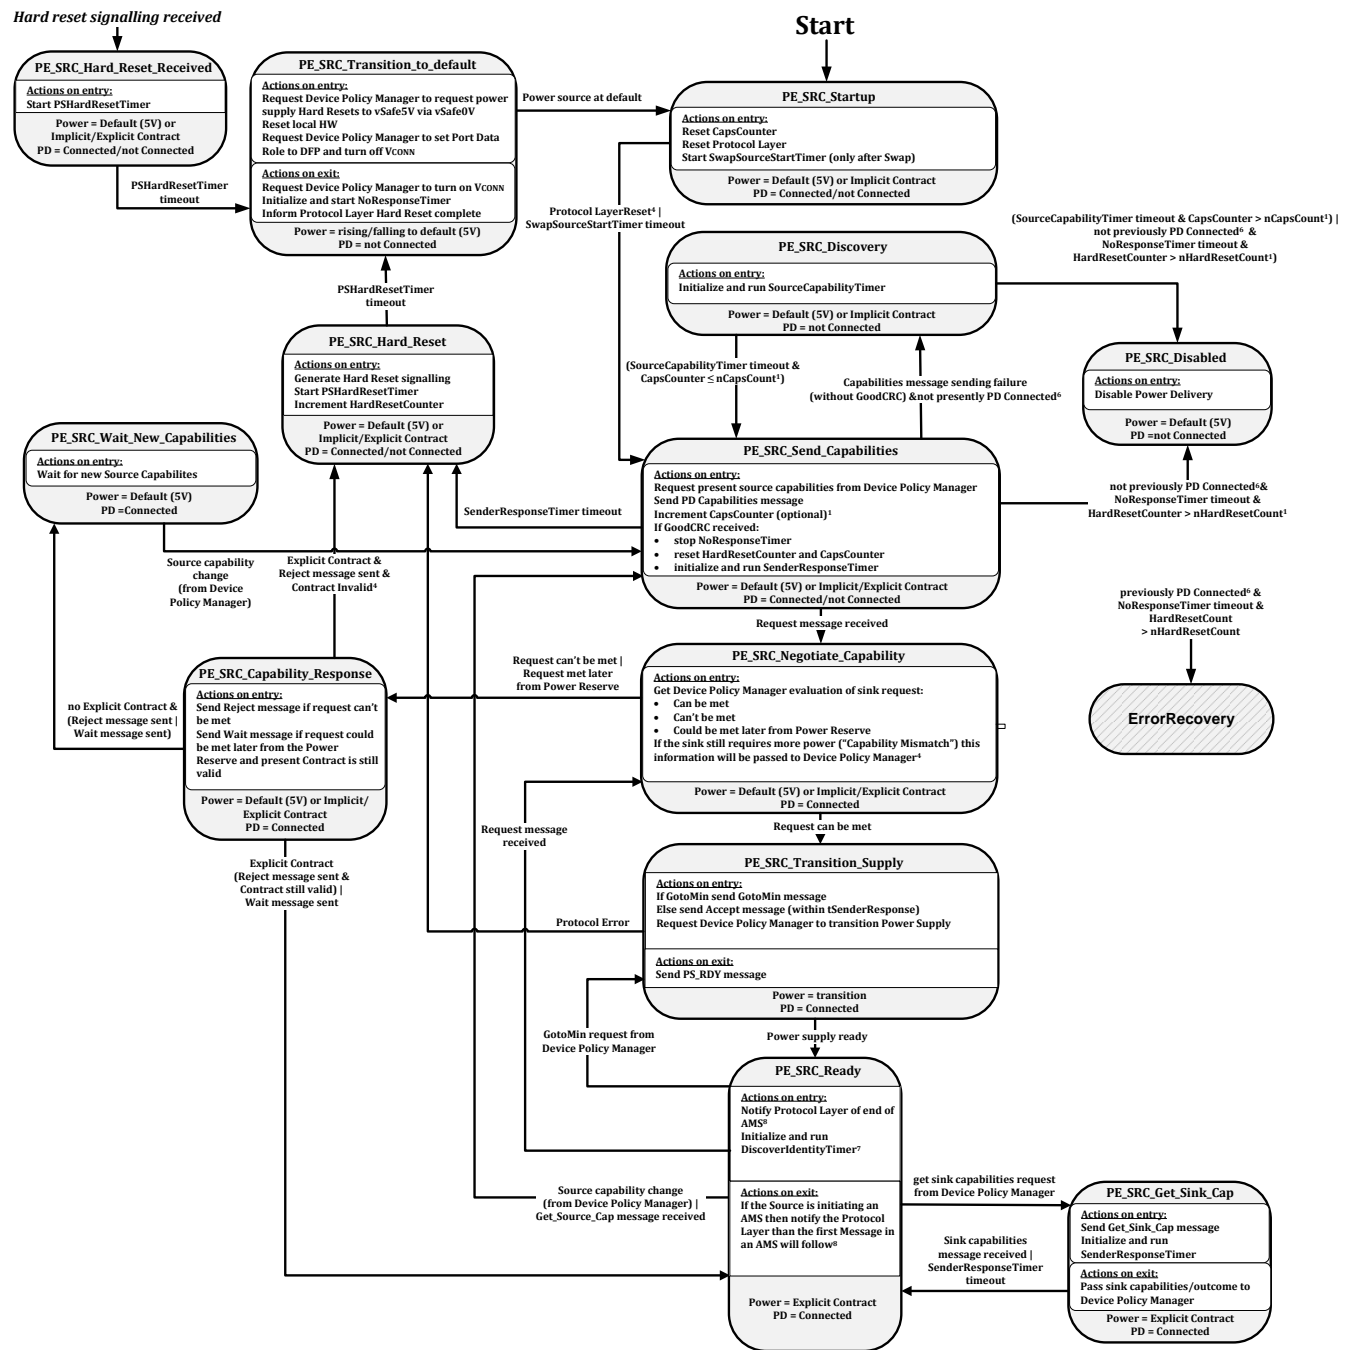 Hard reset signalling received
Start
PE_SRC_Hard_Reset_Received
Actions on entry:
Start PSHardResetTimer
Power = Default (5V) or
Implicit/Explicit Contract
PD = Connected/not Connected
PSHardResetTimer
timeout
PE_SRC_Transition_to_default
Actions on entry:
Request Device Policy Manager to request power
supply Hard Resets to vSafe5V via vSafe0V
Reset local HW
Request Device Policy Manager to set Port Data
Role to DFP and turn off VCONN
Actions on exit:
Request Device Policy Manager to turn on VCONN
Initialize and start NoResponseTimer
Inform Protocol Layer Hard Reset complete
Power = rising/falling to default (5V)
PD = not Connected
Power source at default
PE_SRC_Startup
Actions on entry:
Reset CapsCounter
Reset Protocol Layer
Start SwapSourceStartTimer (only after Swap)
Power = Default (5V) or Implicit Contract
PD = Connected/not Connected
Protocol LayerReset⁴ |
SwapSourceStartTimer timeout
PE_SRC_Discovery
Actions on entry:
Initialize and run SourceCapabilityTimer
Power = Default (5V) or Implicit Contract
PD = not Connected
(SourceCapabilityTimer timeout & CapsCounter > nCapsCount¹) |
not previously PD Connected⁶ &
NoResponseTimer timeout &
HardResetCounter > nHardResetCount¹)
PSHardResetTimer
timeout
PE_SRC_Hard_Reset
Actions on entry:
Generate Hard Reset signalling
Start PSHardResetTimer
Increment HardResetCounter
Power = Default (5V) or
Implicit/Explicit Contract
PD = Connected/not Connected
(SourceCapabilityTimer timeout &
CapsCounter ≤ nCapsCount¹)
Capabilities message sending failure
(without GoodCRC) &not presently PD Connected⁶
PE_SRC_Disabled
Actions on entry:
Disable Power Delivery
Power = Default (5V)
PD =not Connected
PE_SRC_Wait_New_Capabilities
Actions on entry:
Wait for new Source Capabilites
Power = Default (5V)
PD =Connected
PE_SRC_Send_Capabilities
Actions on entry:
Request present source capabilities from Device Policy Manager
Send PD Capabilities message
Increment CapsCounter (optional)¹
If GoodCRC received:
• stop NoResponseTimer
• reset HardResetCounter and CapsCounter
• initialize and run SenderResponseTimer
Power = Default (5V) or Implicit/Explicit Contract
PD = Connected/not Connected
SenderResponseTimer timeout
not previously PD Connected⁶&
NoResponseTimer timeout &
HardResetCounter > nHardResetCount¹
Source capability
change
(from Device
Policy Manager)
Explicit Contract &
Reject message sent &
Contract Invalid⁴
previously PD Connected⁶ &
NoResponseTimer timeout &
HardResetCount
> nHardResetCount
ErrorRecovery
Request message received
PE_SRC_Negotiate_Capability
Actions on entry:
Get Device Policy Manager evaluation of sink request:
• Can be met
• Can't be met
• Could be met later from Power Reserve
If the sink still requires more power ("Capability Mismatch") this
information will be passed to Device Policy Manager⁴
Power = Default (5V) or Implicit/Explicit Contract
PD = Connected
Request can't be met |
Request met later
from Power Reserve
PE_SRC_Capability_Response
Actions on entry:
Send Reject message if request can't
be met
Send Wait message if request could
be met later from the Power
Reserve and present Contract is still
valid
Power = Default (5V) or Implicit/
Explicit Contract
PD = Connected
no Explicit Contract &
(Reject message sent |
Wait message sent)
Request message
received
Request can be met
Explicit Contract
(Reject message sent &
Contract still valid) |
Wait message sent
PE_SRC_Transition_Supply
Actions on entry:
If GotoMin send GotoMin message
Else send Accept message (within tSenderResponse)
Request Device Policy Manager to transition Power Supply
Actions on exit:
Send PS_RDY message
Power = transition
PD = Connected
Protocol Error
GotoMin request from
Device Policy Manager
Power supply ready
PE_SRC_Ready
Actions on entry:
Notify Protocol Layer of end of
AMS⁸
Initialize and run
DiscoverIdentityTimer⁷
Actions on exit:
If the Source is initiating an
AMS then notify the Protocol
Layer than the first Message in
an AMS will follow⁸
Power = Explicit Contract
PD = Connected
Source capability change
(from Device Policy Manager) |
Get_Source_Cap message received
get sink capabilities request
from Device Policy Manager
Sink capabilities
message received |
SenderResponseTimer
timeout
PE_SRC_Get_Sink_Cap
Actions on entry:
Send Get_Sink_Cap message
Initialize and run
SenderResponseTimer
Actions on exit:
Pass sink capabilities/outcome to
Device Policy Manager
Power = Explicit Contract
PD = Connected